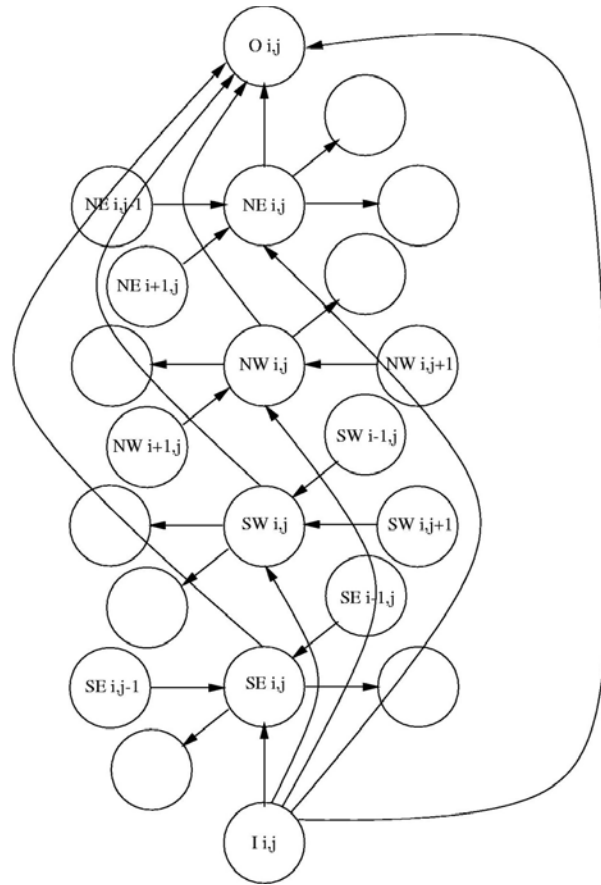 O i,j
NE i,j-1
NE i,j
NE i+1,j
NW i,j
NW i,j+1
NW i+1,j
SW i-1,j
SW i,j
SW i,j+1
SE i-1,j
SE i,j-1
SE i,j
I i,j